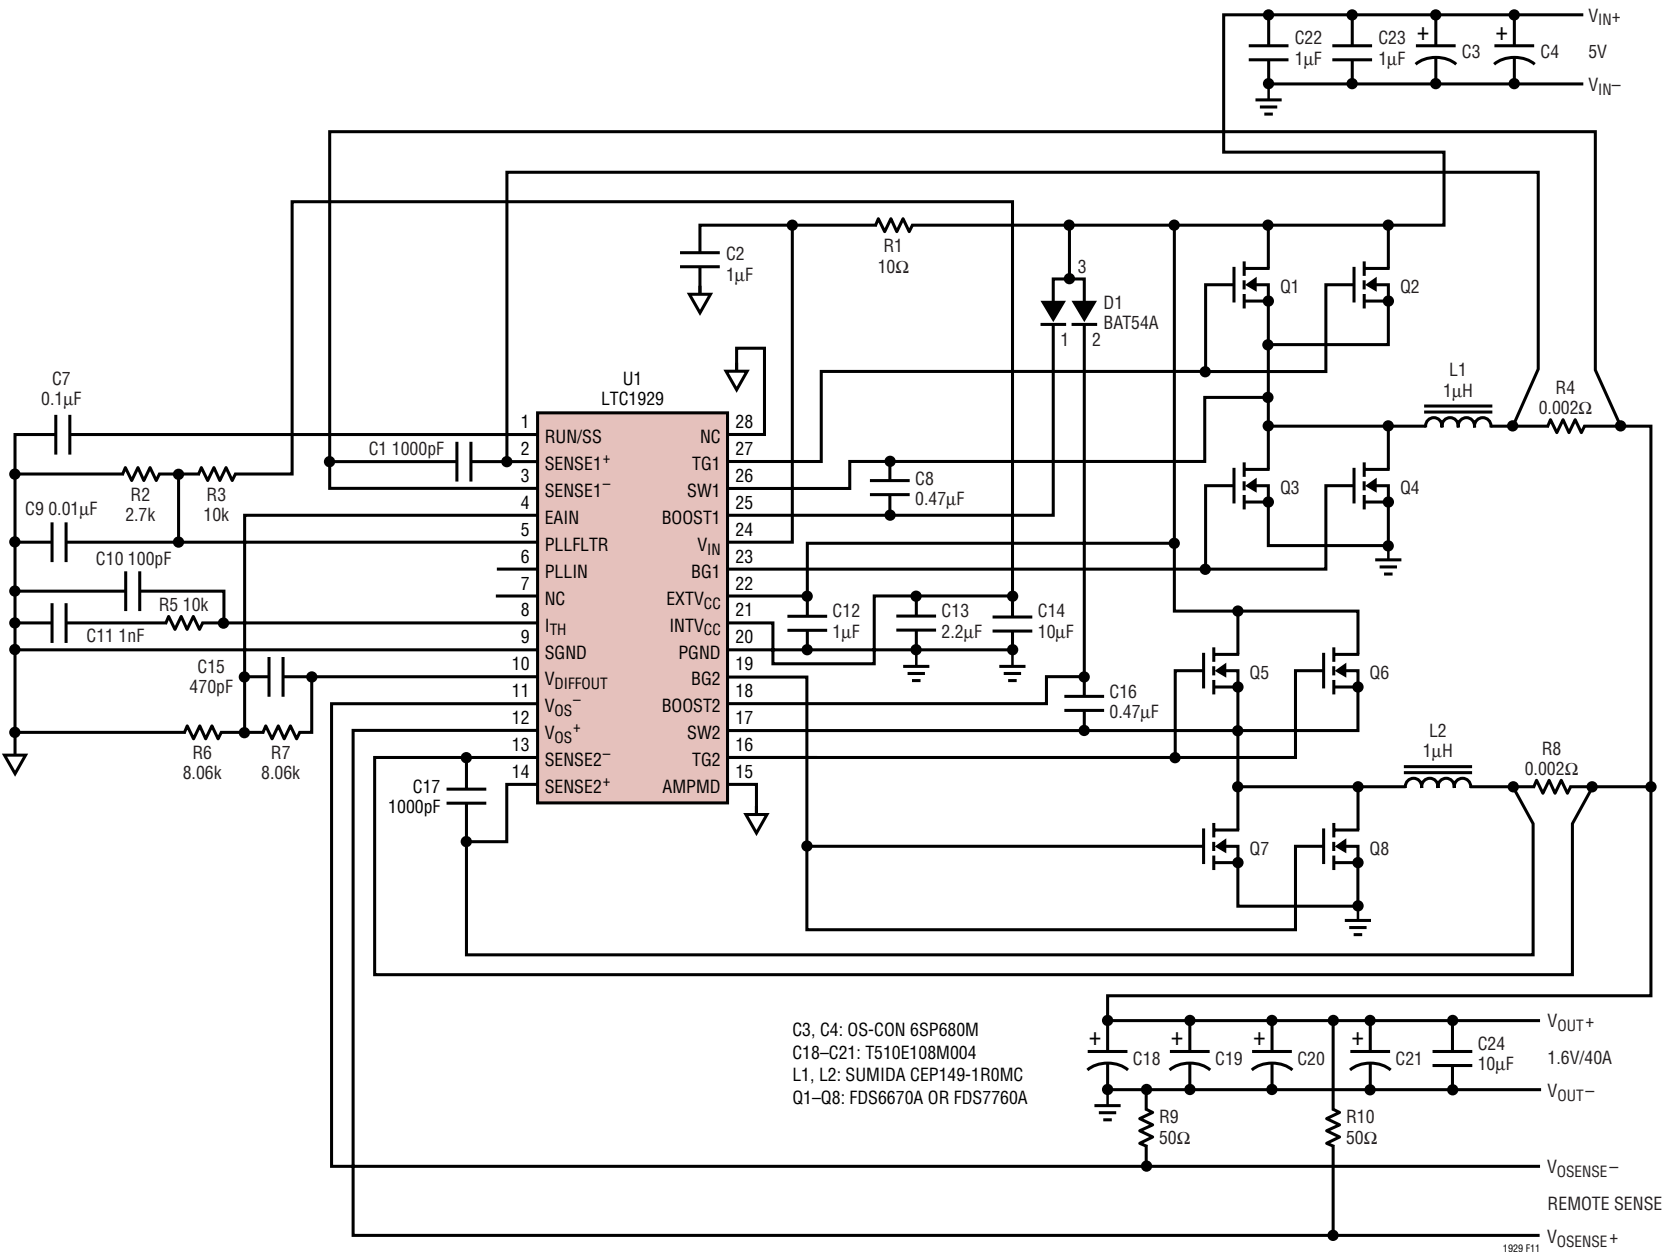 VIN+
C22
1µF
C23
1µF
+
C3
+
C4
5V
VIN–
C2
1µF
R1
10Ω
3
D1
BAT54A
1
2
Q1
Q2
L1
1µH
R4
0.002Ω
Q3
Q4
C7
0.1µF
U1
LTC1929
C1 1000pF
R2
2.7k
R3
10k
C9 0.01µF
C10 100pF
R5 10k
C11 1nF
C15
470pF
R6
8.06k
R7
8.06k
C17
1000pF
1 RUN/SS
2 SENSE1+
3 SENSE1–
4 EAIN
5 PLLFLTR
6 PLLIN
7 NC
8 ITH
9 SGND
10 VDIFFOUT
11 VOS–
12 VOS+
13 SENSE2–
14 SENSE2+
NC 28
TG1 27
SW1 26
BOOST1 25
VIN 24
BG1 23
EXTVCC 22
INTVCC 21
PGND 20
BG2 19
BOOST2 18
SW2 17
TG2 16
AMPMD 15
C8
0.47µF
C12
1µF
C13
2.2µF
C14
10µF
C16
0.47µF
Q5
Q6
L2
1µH
R8
0.002Ω
Q7
Q8
C3, C4: OS-CON 6SP680M
C18–C21: T510E108M004
L1, L2: SUMIDA CEP149-1R0MC
Q1–Q8: FDS6670A OR FDS7760A
+
C18
+
C19
+
C20
+
C21
C24
10µF
VOUT+
1.6V/40A
VOUT–
R9
50Ω
R10
50Ω
VOSENSE–
REMOTE SENSE
VOSENSE+
1929 F11